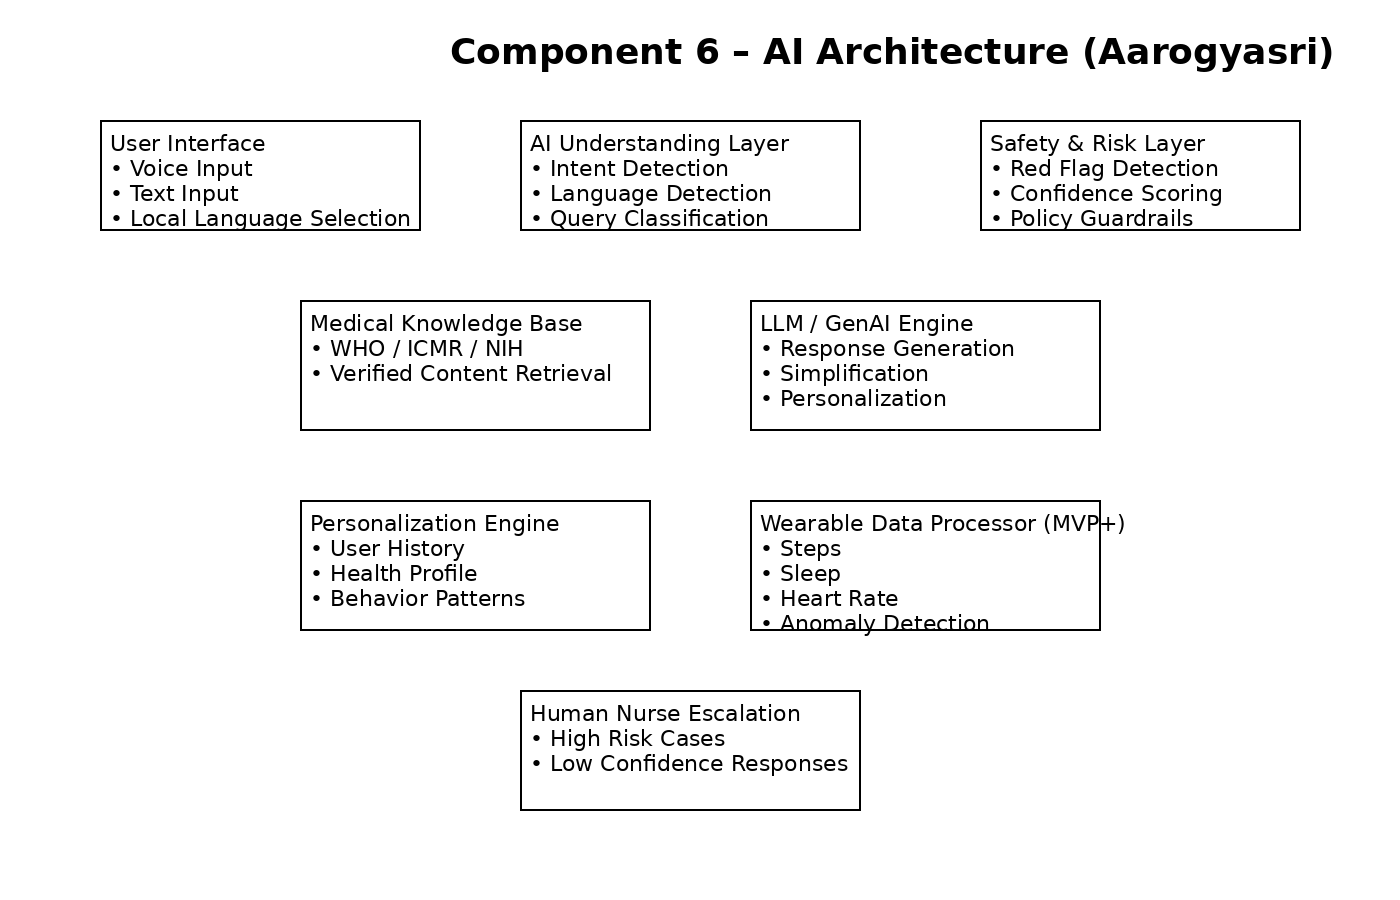 Component 6 – AI Architecture (Aarogyasri)
User Interface
• Voice Input
• Text Input
• Local Language Selection
AI Understanding Layer
• Intent Detection
• Language Detection
• Query Classification
Safety & Risk Layer
• Red Flag Detection
• Confidence Scoring
• Policy Guardrails
Medical Knowledge Base
• WHO / ICMR / NIH
• Verified Content Retrieval
LLM / GenAI Engine
• Response Generation
• Simplification
• Personalization
Personalization Engine
• User History
• Health Profile
• Behavior Patterns
Wearable Data Processor (MVP+)
• Steps
• Sleep
• Heart Rate
• Anomaly Detection
Human Nurse Escalation
• High Risk Cases
• Low Confidence Responses